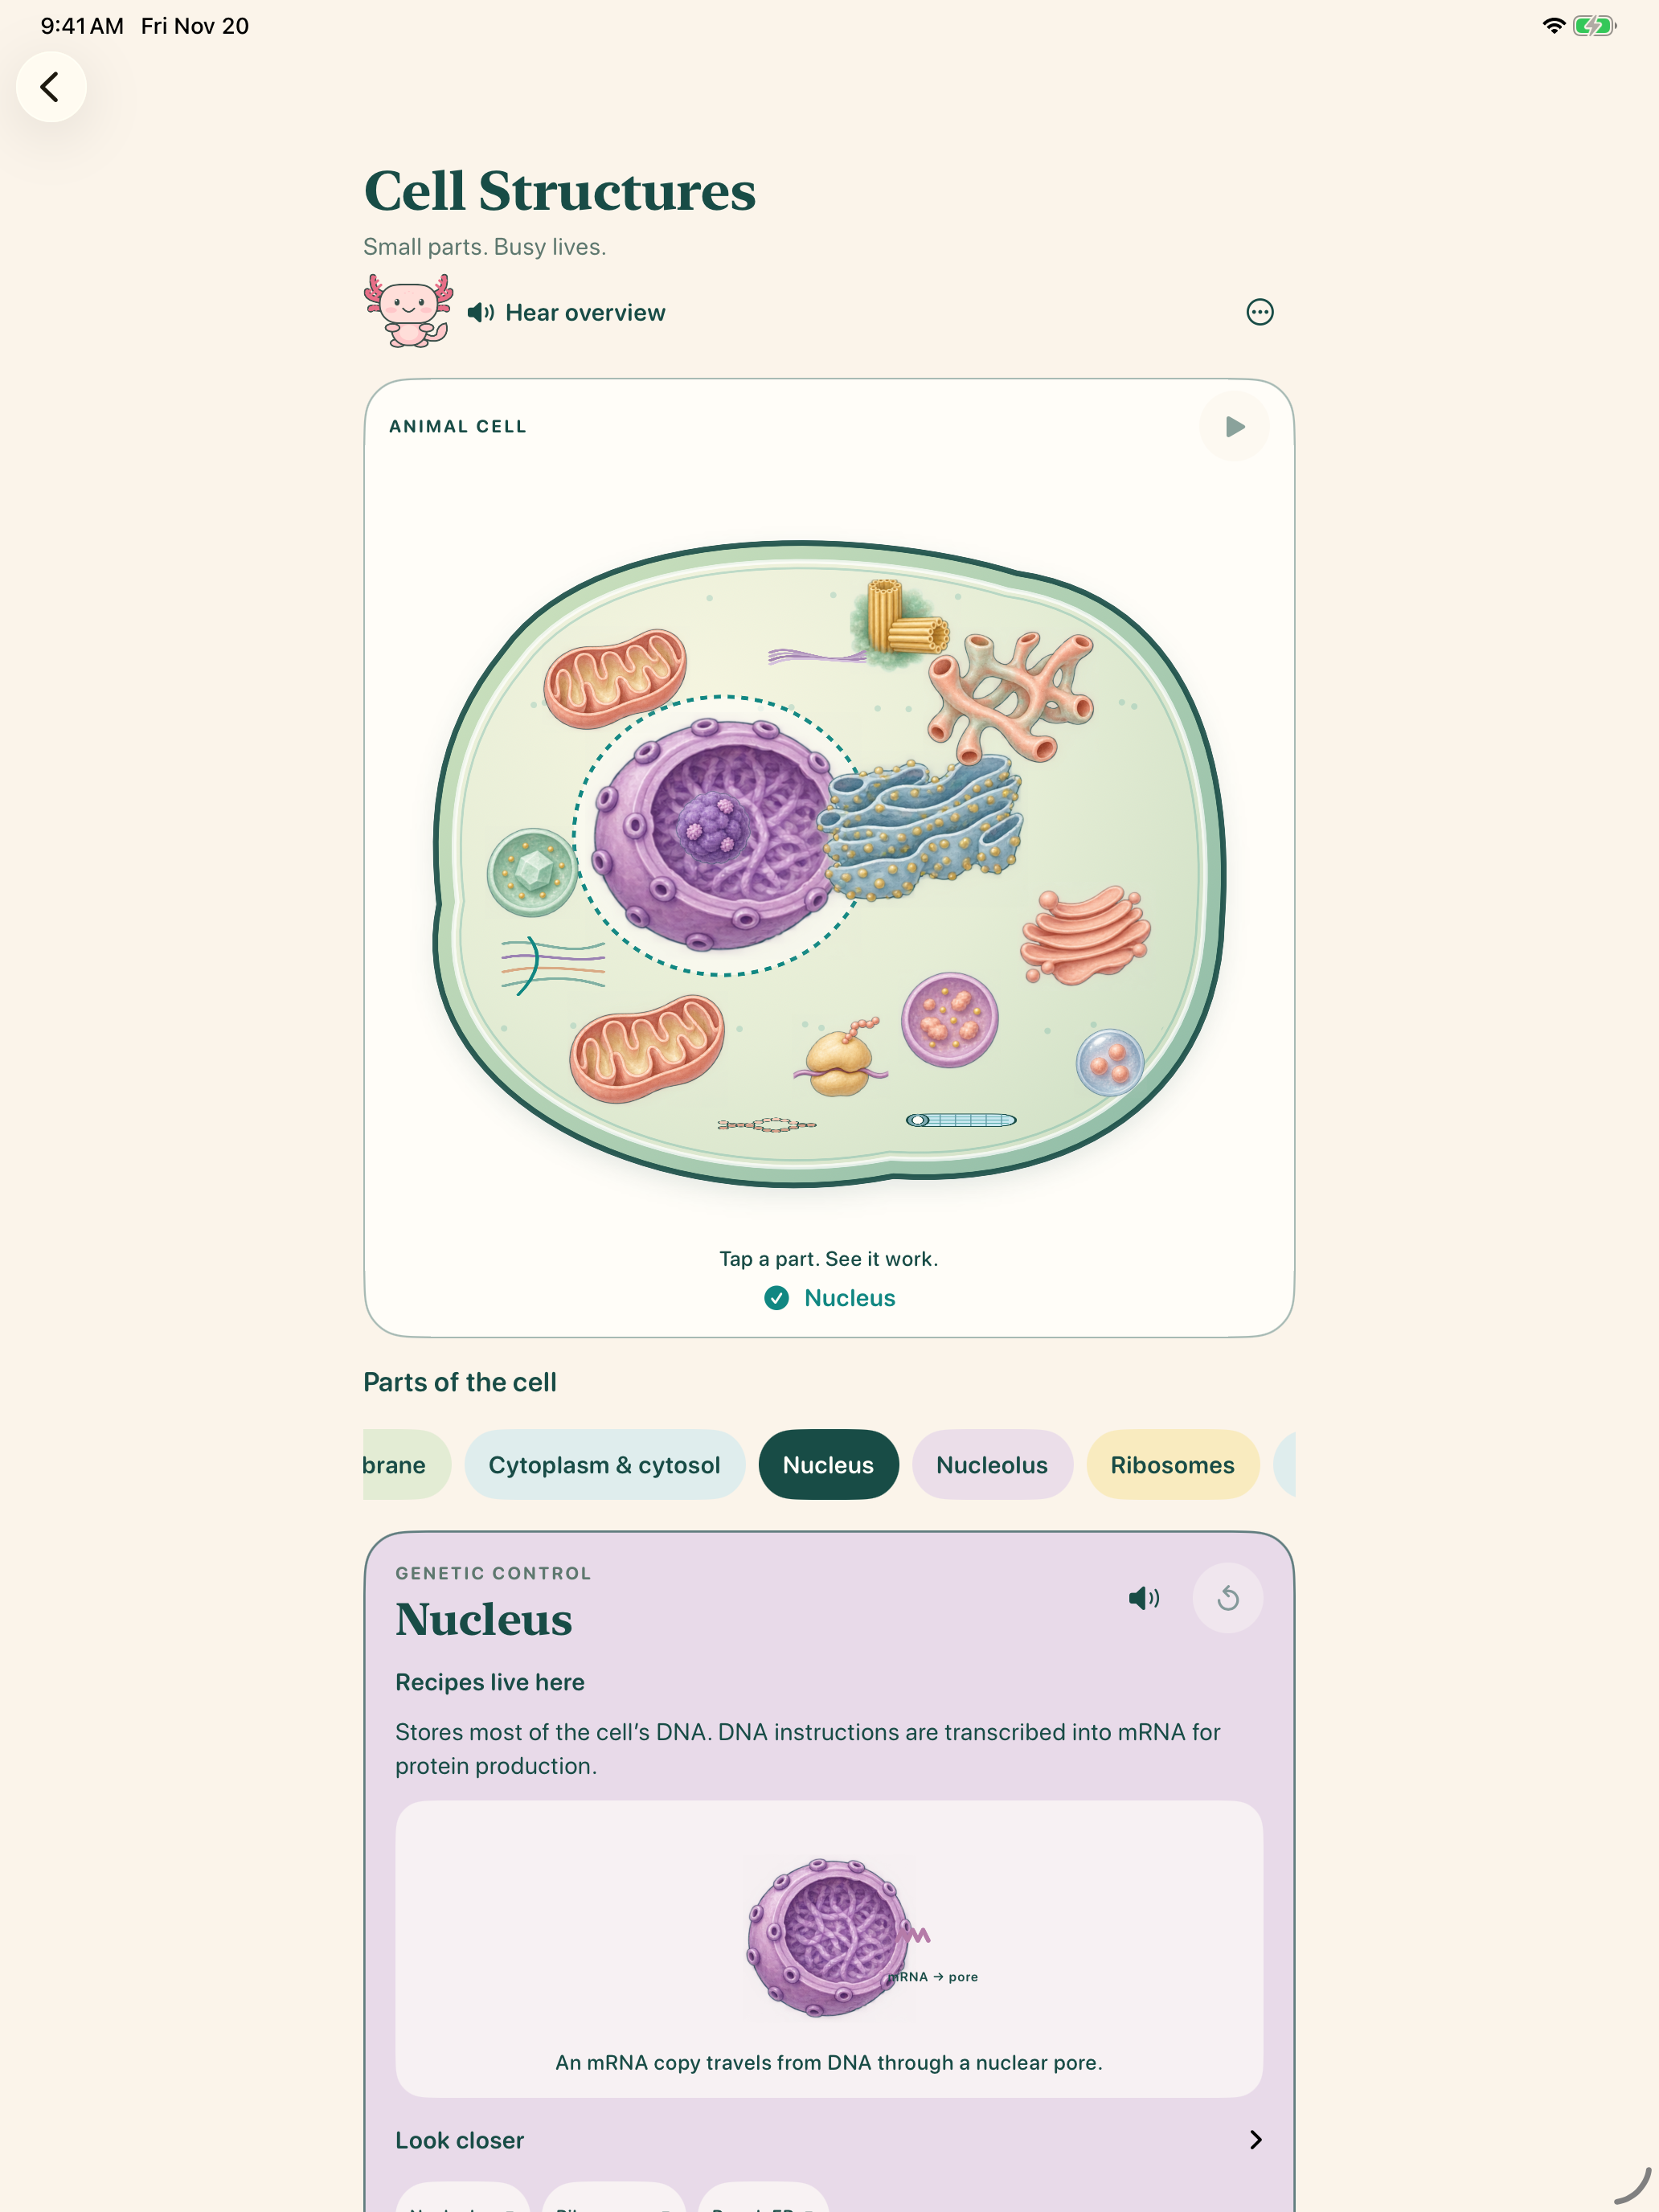 9:41 AM Fri Nov 20
Cell Structures
Small parts. Busy lives.
Hear overview
ANIMAL CELL
Tap a part. See it work.
Nucleus
Parts of the cell
brane
Cytoplasm & cytosol
Nucleus
Nucleolus
Ribosomes
GENETIC CONTROL
Nucleus
Recipes live here
Stores most of the cell's DNA. DNA instructions are transcribed into mRNA for
protein production.
mRNA → pore
An mRNA copy travels from DNA through a nuclear pore.
Look closer